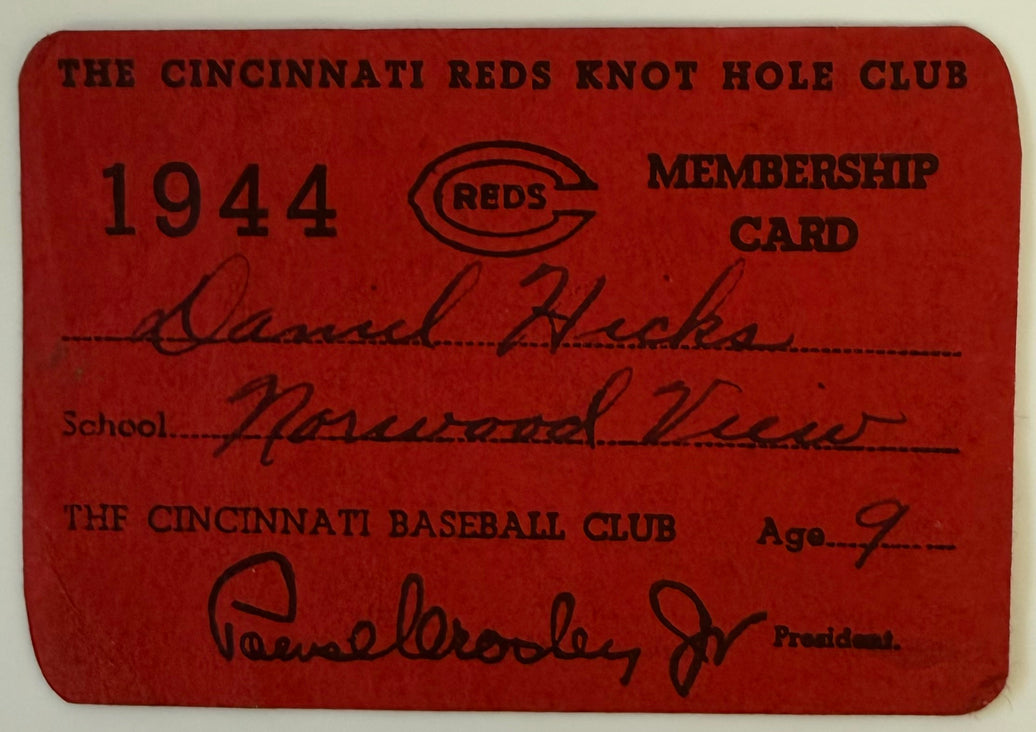 THE CINCINNATI REDS KNOT HOLE CLUB
1944 REDS MEMBERSHIP
CARD
Daniel Hicks
School Norwood View
THE CINCINNATI BASEBALL CLUB Age 9
Powel Crosley, Jr President.